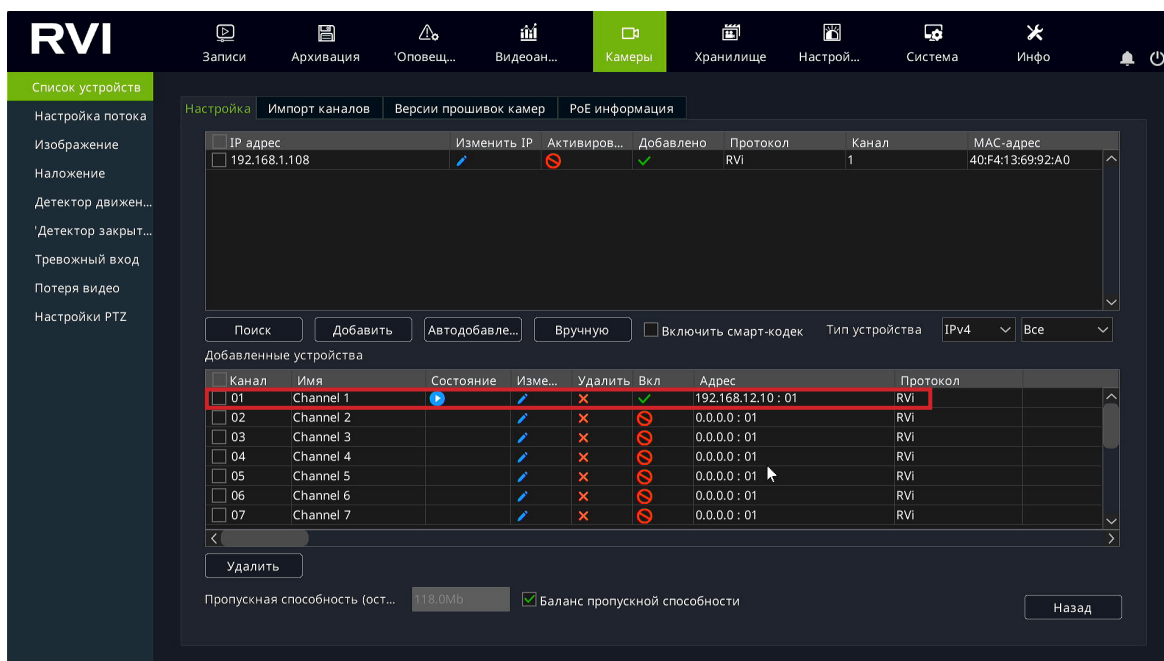 RVI
Записи Архивация 'Оповещ... Видеоан... Камеры Хранилище Настрой... Система Инфо
Список устройств
Настройка потока
Изображение
Наложение
Детектор движен...
'Детектор закрыт...
Тревожный вход
Потеря видео
Настройки PTZ
Настройка Импорт каналов Версии прошивок камер PoE информация
IP адрес Изменить IP Активиров... Добавлено Протокол Канал MAC-адрес
192.168.1.108 RVi 1 40:F4:13:69:92:A0
Поиск Добавить Автодобавле... Вручную Включить смарт-кодек Тип устройства IPv4 Все
Добавленные устройства
Канал Имя Состояние Изме... Удалить Вкл Адрес Протокол
01 Channel 1 192.168.12.10 : 01 RVi
02 Channel 2 0.0.0.0 : 01 RVi
03 Channel 3 0.0.0.0 : 01 RVi
04 Channel 4 0.0.0.0 : 01 RVi
05 Channel 5 0.0.0.0 : 01 RVi
06 Channel 6 0.0.0.0 : 01 RVi
07 Channel 7 0.0.0.0 : 01 RVi
Удалить
Пропускная способность (ост... 118.0Mb Баланс пропускной способности
Назад